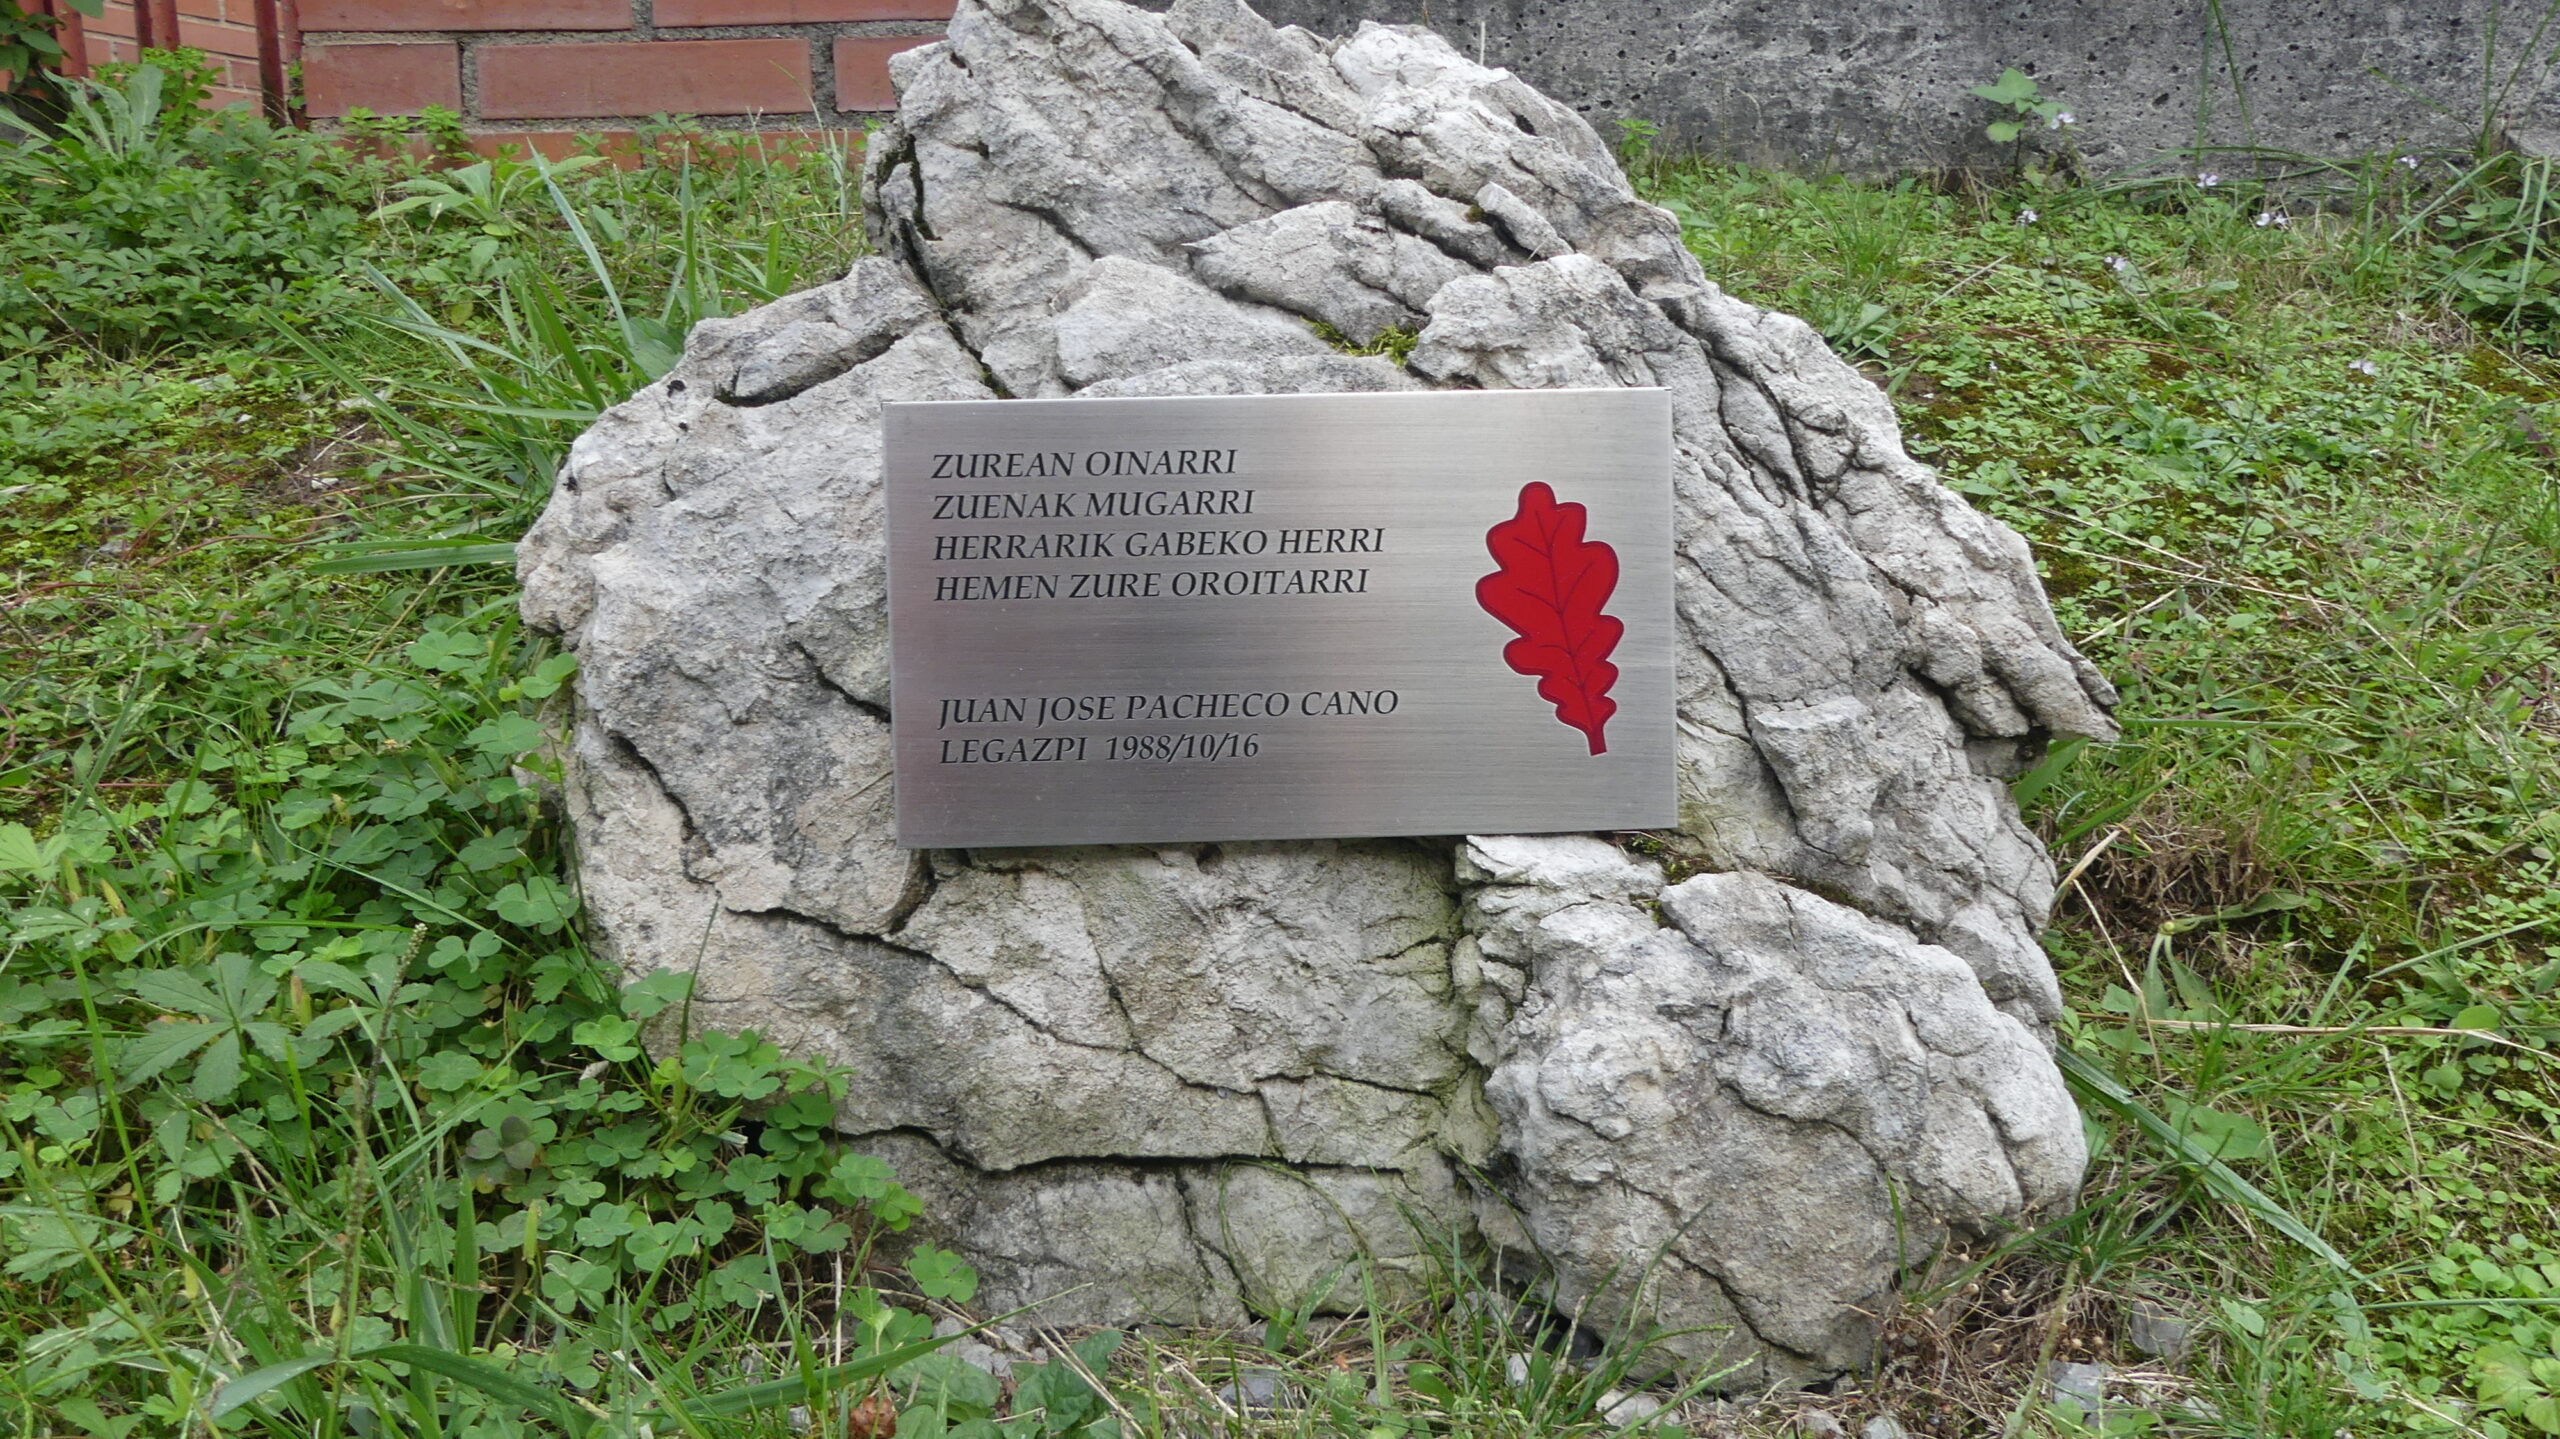 ZUREAN OINARRI
ZUENAK MUGARRI
HERRARIK GABEKO HERRI
HEMEN ZURE OROITARRI
JUAN JOSE PACHECO CANO
LEGAZPI 1988/10/16